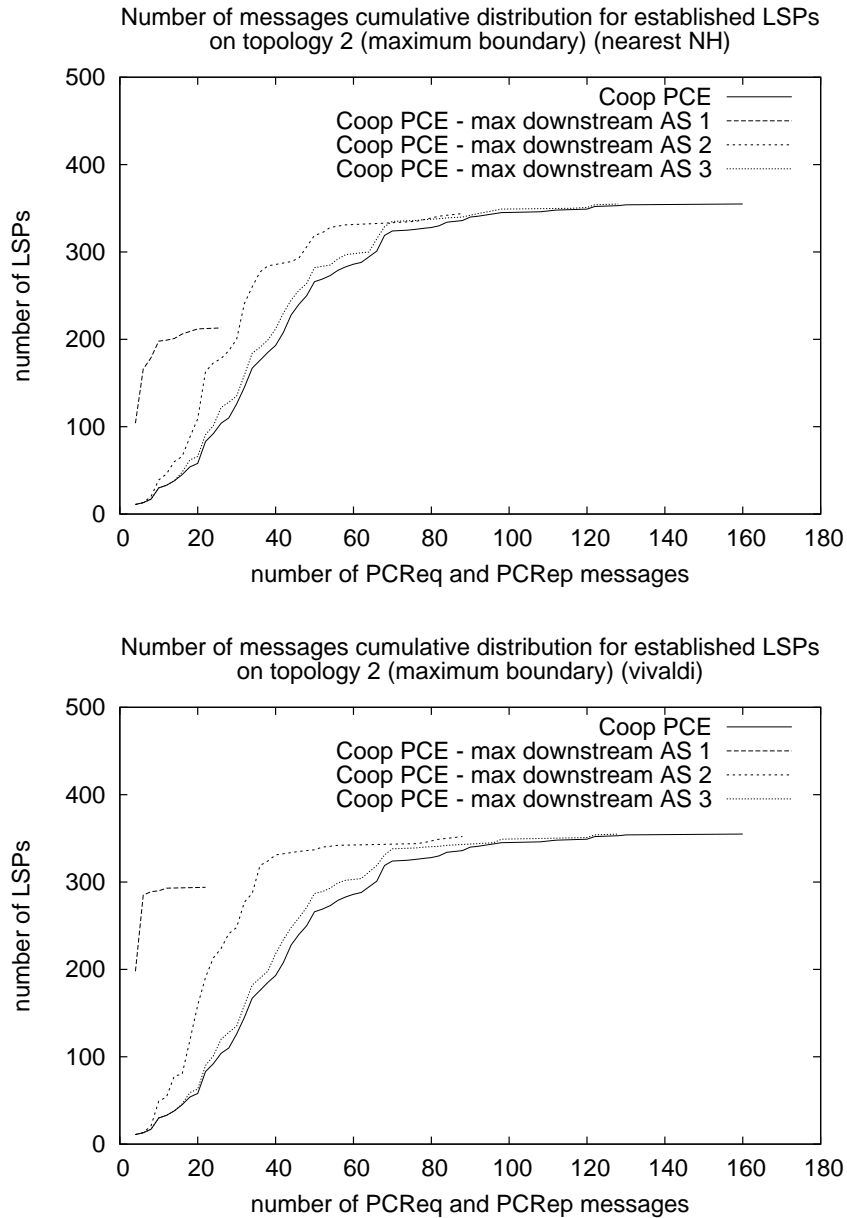 Number of messages cumulative distribution for established LSPs
on topology 2 (maximum boundary) (nearest NH)
500
400
300
200
100
0
number of LSPs
Coop PCE
Coop PCE - max downstream AS 1
Coop PCE - max downstream AS 2
Coop PCE - max downstream AS 3
0 20 40 60 80 100 120 140 160 180
number of PCReq and PCRep messages
Number of messages cumulative distribution for established LSPs
on topology 2 (maximum boundary) (vivaldi)
500
400
300
200
100
0
number of LSPs
Coop PCE
Coop PCE - max downstream AS 1
Coop PCE - max downstream AS 2
Coop PCE - max downstream AS 3
0 20 40 60 80 100 120 140 160 180
number of PCReq and PCRep messages